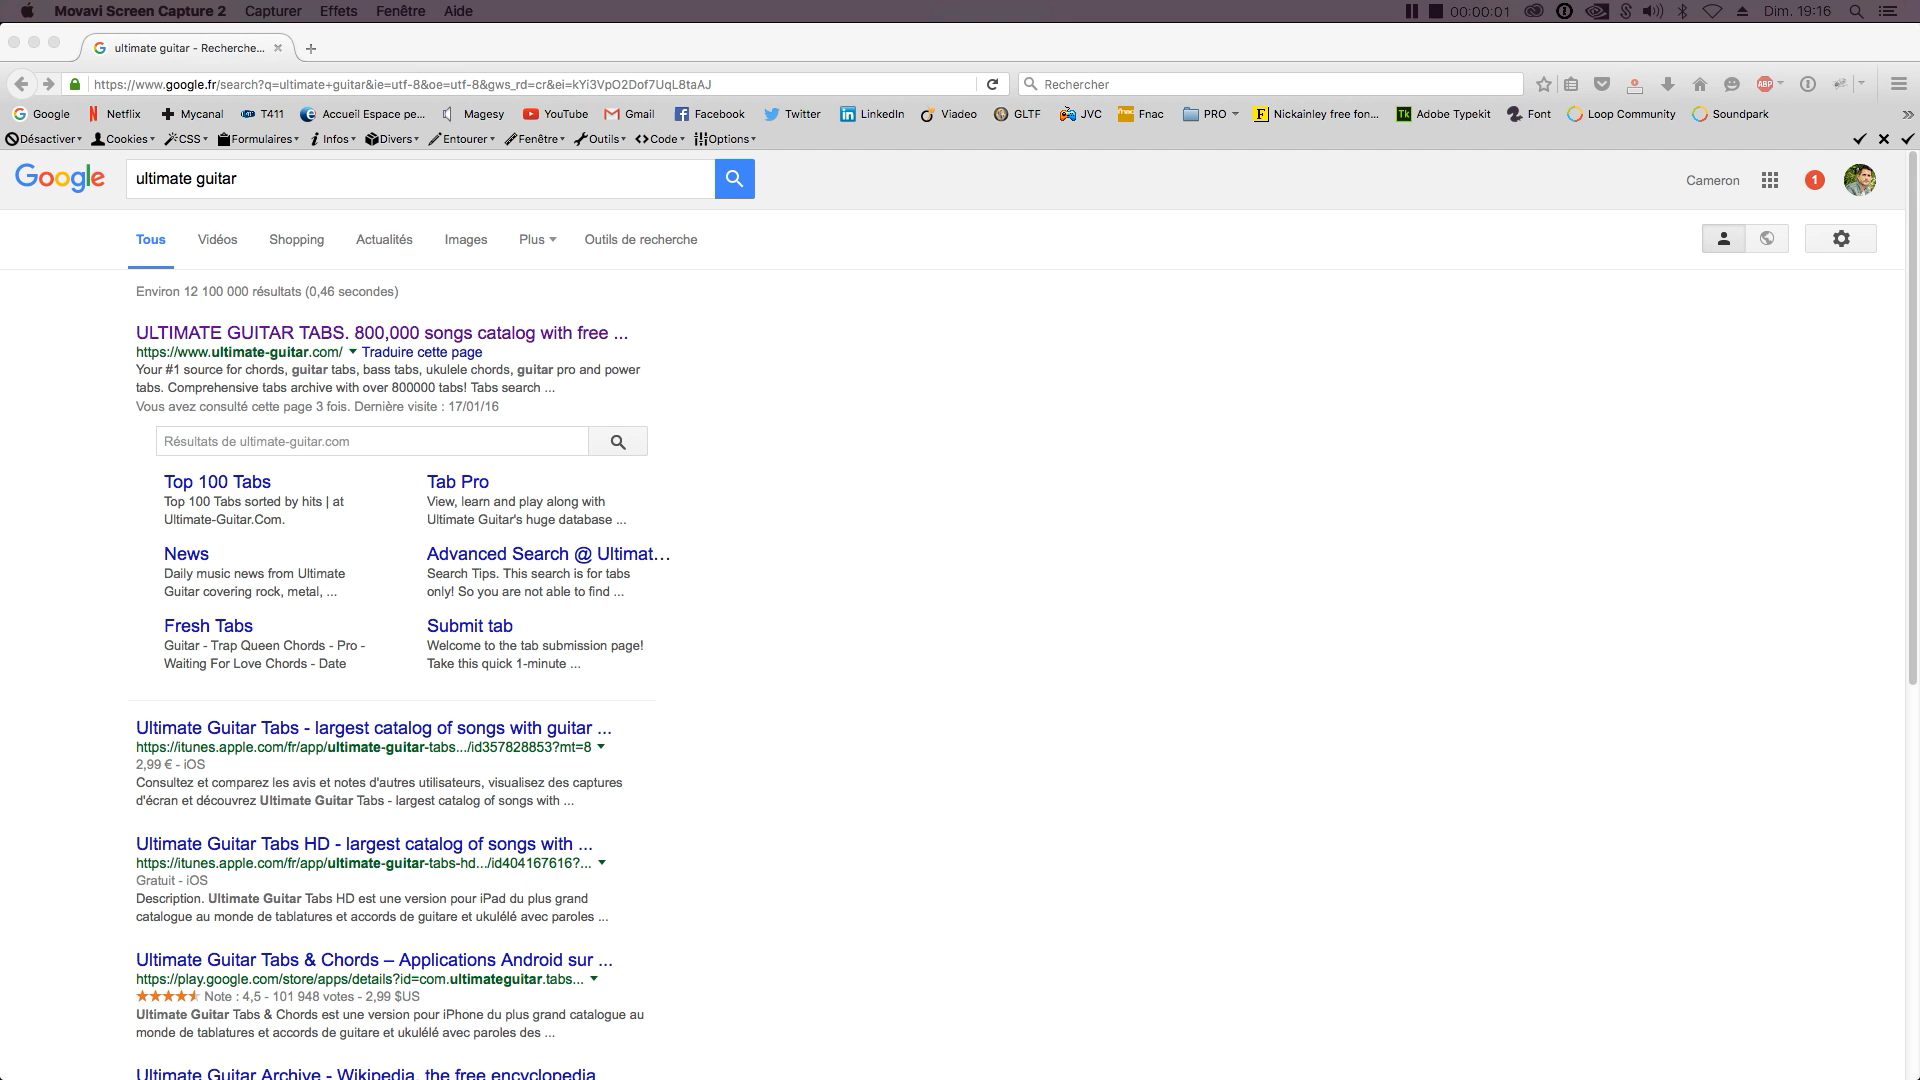 Movavi Screen Capture 2 Capturer Effets Fenêtre Aide 00:00:01 Dim. 19:16
ultimate guitar - Recherche...
https://www.google.fr/search?q=ultimate+guitar&ie=utf-8&oe=utf-8&gws_rd=cr&ei=kYi3VpO2Dof7UqL8taAJ Rechercher ABP
Google Netflix Mycanal T411 Accueil Espace pe... Magesy YouTube Gmail Facebook Twitter LinkedIn Viadeo GLTF JVC Fnac PRO Nickainley free fon... Adobe Typekit Font Loop Community Soundpark
Désactiver Cookies CSS Formulaires Infos Divers Entourer Fenêtre Outils Code Options
Google ultimate guitar Cameron 1
Tous Vidéos Shopping Actualités Images Plus Outils de recherche
Environ 12 100 000 résultats (0,46 secondes)
ULTIMATE GUITAR TABS. 800,000 songs catalog with free ...
https://www.ultimate-guitar.com/ Traduire cette page
Your #1 source for chords, guitar tabs, bass tabs, ukulele chords, guitar pro and power
tabs. Comprehensive tabs archive with over 800000 tabs! Tabs search ...
Vous avez consulté cette page 3 fois. Dernière visite : 17/01/16
Résultats de ultimate-guitar.com
Top 100 Tabs
Top 100 Tabs sorted by hits | at
Ultimate-Guitar.Com.
Tab Pro
View, learn and play along with
Ultimate Guitar's huge database ...
News
Daily music news from Ultimate
Guitar covering rock, metal, ...
Advanced Search @ Ultimat...
Search Tips. This search is for tabs
only! So you are not able to find ...
Fresh Tabs
Guitar - Trap Queen Chords - Pro -
Waiting For Love Chords - Date
Submit tab
Welcome to the tab submission page!
Take this quick 1-minute ...
Ultimate Guitar Tabs - largest catalog of songs with guitar ...
https://itunes.apple.com/fr/app/ultimate-guitar-tabs.../id357828853?mt=8
2,99 € - iOS
Consultez et comparez les avis et notes d'autres utilisateurs, visualisez des captures
d'écran et découvrez Ultimate Guitar Tabs - largest catalog of songs with ...
Ultimate Guitar Tabs HD - largest catalog of songs with ...
https://itunes.apple.com/fr/app/ultimate-guitar-tabs-hd.../id404167616?...
Gratuit - iOS
Description. Ultimate Guitar Tabs HD est une version pour iPad du plus grand
catalogue au monde de tablatures et accords de guitare et ukulélé avec paroles ...
Ultimate Guitar Tabs & Chords – Applications Android sur ...
https://play.google.com/store/apps/details?id=com.ultimateguitar.tabs...
Note : 4,5 - 101 948 votes - 2,99 $US
Ultimate Guitar Tabs & Chords est une version pour iPhone du plus grand catalogue au
monde de tablatures et accords de guitare et ukulélé avec paroles des ...
Ultimate Guitar Archive - Wikipedia, the free encyclopedia